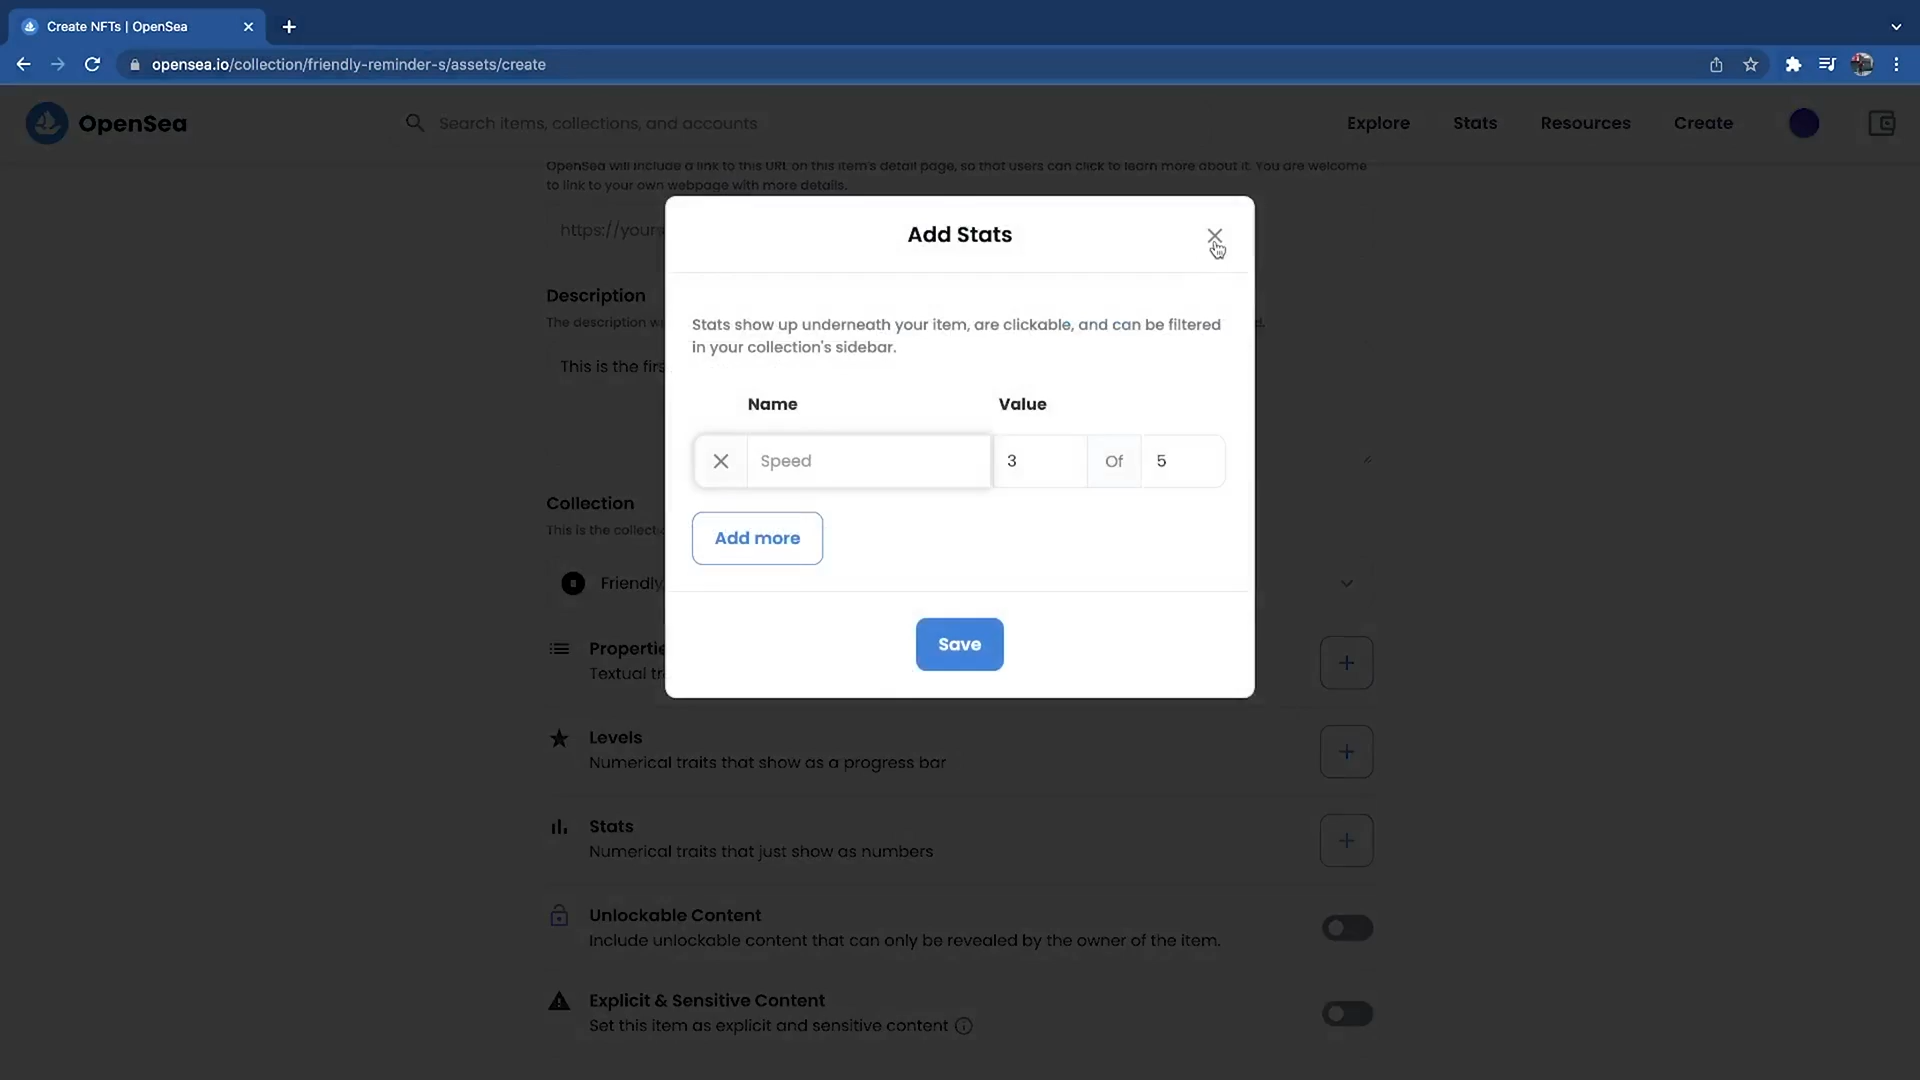 Create NFTs | OpenSea
opensea.io/collection/friendly-reminder-s/assets/create
OpenSea
Search items, collections, and accounts
Explore
Stats
Resources
Create
OpenSea will include a link to this URL on this item's detail page, so that users can click to learn more about it. You are welcome
to link to your own webpage with more details.
https://your
Add Stats
Description
The description
Stats show up underneath your item, are clickable, and can be filtered
in your collection's sidebar.
This is the firs
Name
Value
Speed
3
Of
5
Collection
This is the collect
Add more
Friendly
Save
Properti
Textual tr
Levels
Numerical traits that show as a progress bar
Stats
Numerical traits that just show as numbers
Unlockable Content
Include unlockable content that can only be revealed by the owner of the item.
Explicit & Sensitive Content
Set this item as explicit and sensitive content